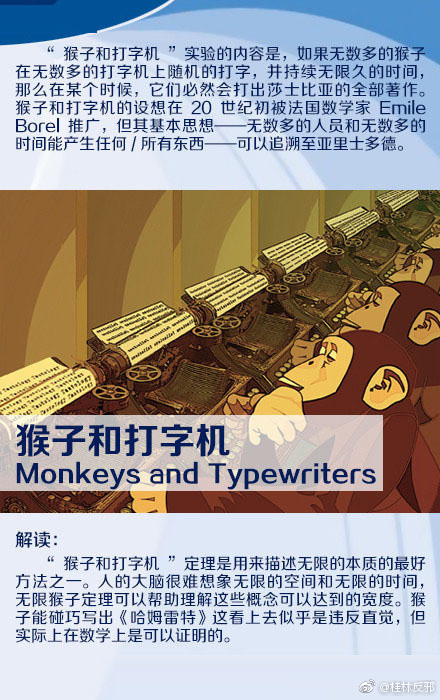 “ 猴子和打字机 ”实验的内容是，如果无数多的猴子
在无数多的打字机上随机的打字，并持续无限久的时间，
那么在某个时候，它们必然会打出莎士比亚的全部著作。
猴子和打字机的设想在 20 世纪初被法国数学家 Emile
Borel 推广，但其基本思想——无数多的人员和无数多的
时间能产生任何 / 所有东西——可以追溯至亚里士多德。
猴子和打字机
Monkeys and Typewriters
解读：
“ 猴子和打字机 ”定理是用来描述无限的本质的最好
方法之一。人的大脑很难想象无限的空间和无限的时间，
无限猴子定理可以帮助理解这些概念可以达到的宽度。猴
子能碰巧写出《哈姆雷特》这看上去似乎是违反直觉，但
实际上在数学上是可以证明的。
@桂林反邪